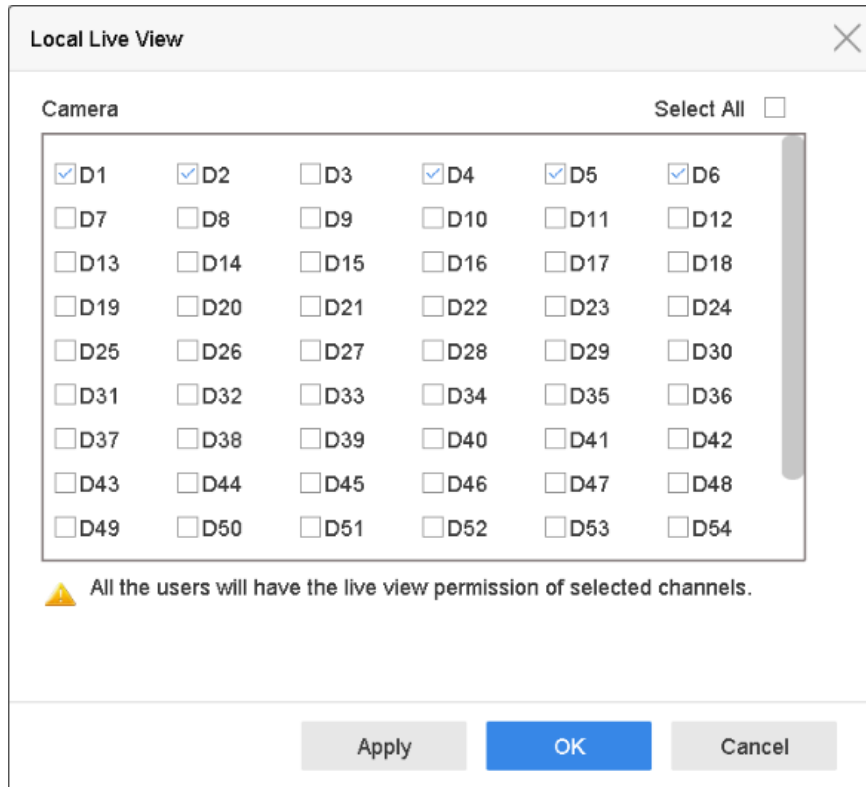 Local Live View
Camera Select All
D1 D2 D3 D4 D5 D6
D7 D8 D9 D10 D11 D12
D13 D14 D15 D16 D17 D18
D19 D20 D21 D22 D23 D24
D25 D26 D27 D28 D29 D30
D31 D32 D33 D34 D35 D36
D37 D38 D39 D40 D41 D42
D43 D44 D45 D46 D47 D48
D49 D50 D51 D52 D53 D54
All the users will have the live view permission of selected channels.
Apply OK Cancel